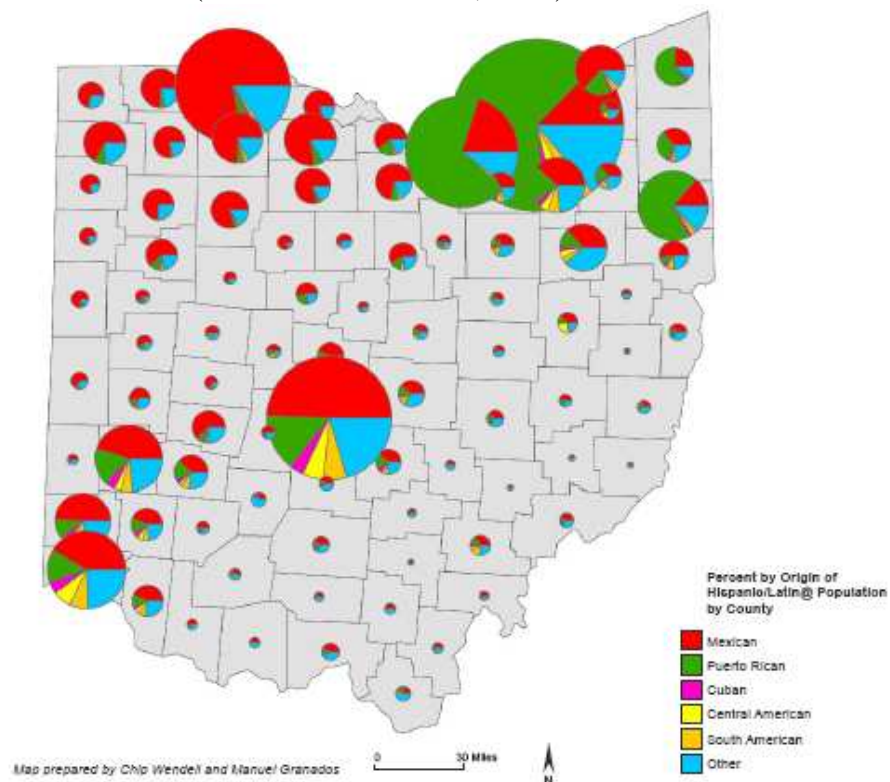 Percent by Origin of
Hispanic/Latin@ Population
by County
Mexican
Puerto Rican
Cuban
Central American
South American
Other
Map prepared by Chip Wendell and Manuel Granados
0 30 Miles
N